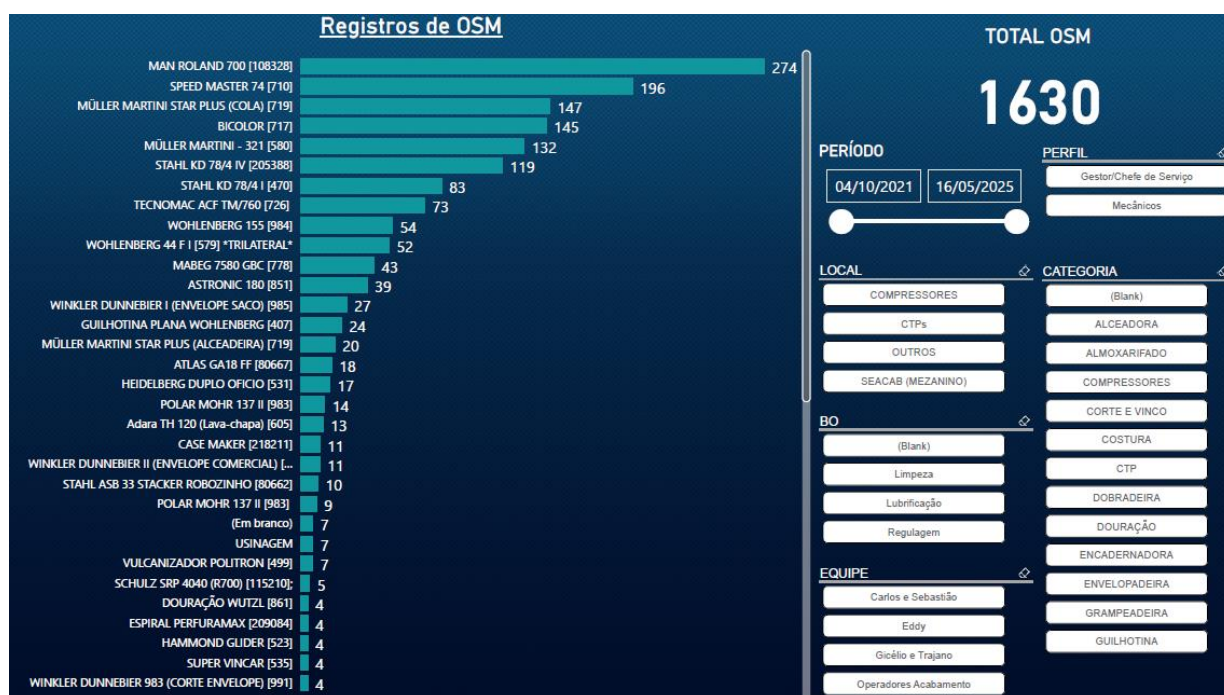 Registros de OSM
MAN ROLAND 700 [108328] 274
SPEED MASTER 74 [710] 196
MÜLLER MARTINI STAR PLUS (COLA) [719] 147
BICOLOR [717] 145
MÜLLER MARTINI - 321 [580] 132
STAHL KD 78/4 IV [205388] 119
STAHL KD 78/4 I [470] 83
TECNOMAC ACF TM/760 [726] 73
WOHLENBERG 155 [984] 54
WOHLENBERG 44 F I [579] *TRILATERAL* 52
MABEG 7580 GBC [778] 43
ASTRONIC 180 [851] 39
WINKLER DUNNEBIER I (ENVELOPE SACO) [985] 27
GUILHOTINA PLANA WOHLENBERG [407] 24
MÜLLER MARTINI STAR PLUS (ALCEADEIRA) [719] 20
ATLAS GA18 FF [80667] 18
HEIDELBERG DUPLO OFICIO [531] 17
POLAR MOHR 137 II [983] 14
Adara TH 120 (Lava-chapa) [605] 13
CASE MAKER [218211] 11
WINKLER DUNNEBIER II (ENVELOPE COMERCIAL) [... 11
STAHL ASB 33 STACKER ROBOZINHO [80662] 10
POLAR MOHR 137 II [983] 9
(Em branco) 7
USINAGEM 7
VULCANIZADOR POLITRON [499] 7
SCHULZ SRP 4040 (R700) [115210]; 5
DOURAÇÃO WUTZL [861] 4
ESPIRAL PERFURAMAX [209084] 4
HAMMOND GLIDER [523] 4
SUPER VINCAR [535] 4
WINKLER DUNNEBIER 983 (CORTE ENVELOPE) [991] 4
TOTAL OSM
1630
PERÍODO
04/10/2021 16/05/2025
PERFIL
Gestor/Chefe de Serviço
Mecânicos
LOCAL
COMPRESSORES
CTPs
OUTROS
SEACAB (MEZANINO)
BO
(Blank)
Limpeza
Lubrificação
Regulagem
EQUIPE
Carlos e Sebastião
Eddy
Gicélio e Trajano
Operadores Acabamento
CATEGORIA
(Blank)
ALCEADORA
ALMOXARIFADO
COMPRESSORES
CORTE E VINCO
COSTURA
CTP
DOBRADEIRA
DOURAÇÃO
ENCADERNADORA
ENVELOPADEIRA
GRAMPEADEIRA
GUILHOTINA